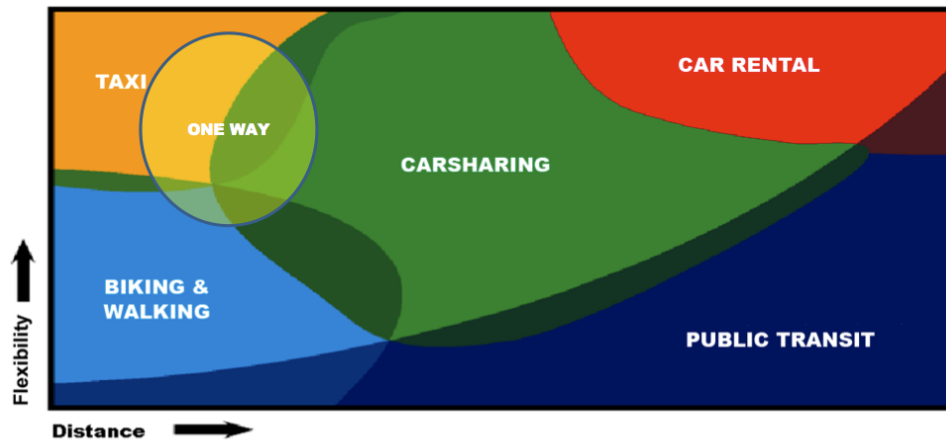 TAXI
ONE WAY
CAR RENTAL
CARSHARING
BIKING &
WALKING
PUBLIC TRANSIT
Flexibility
Distance